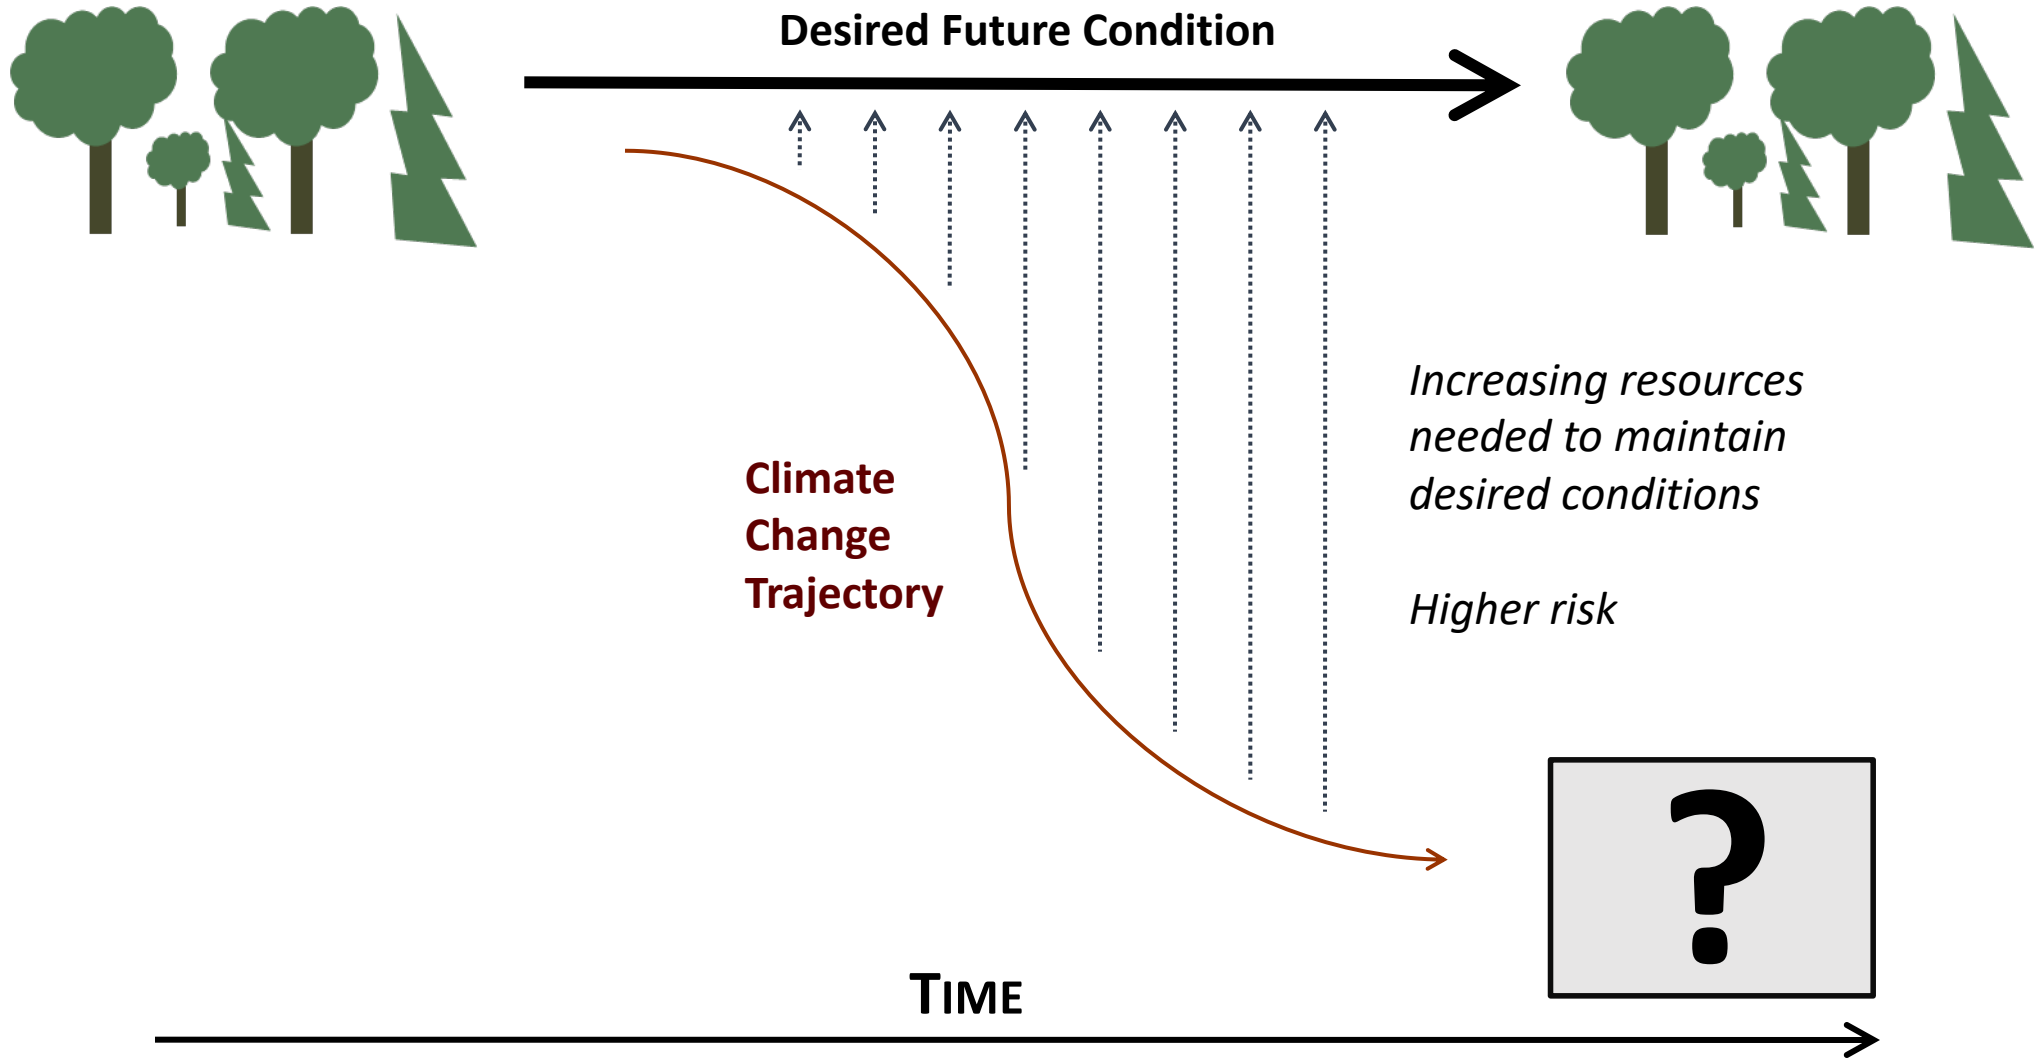 Desired Future Condition
Increasing resources
needed to maintain
desired conditions
Climate
Change
Trajectory
Higher risk
?
TIME